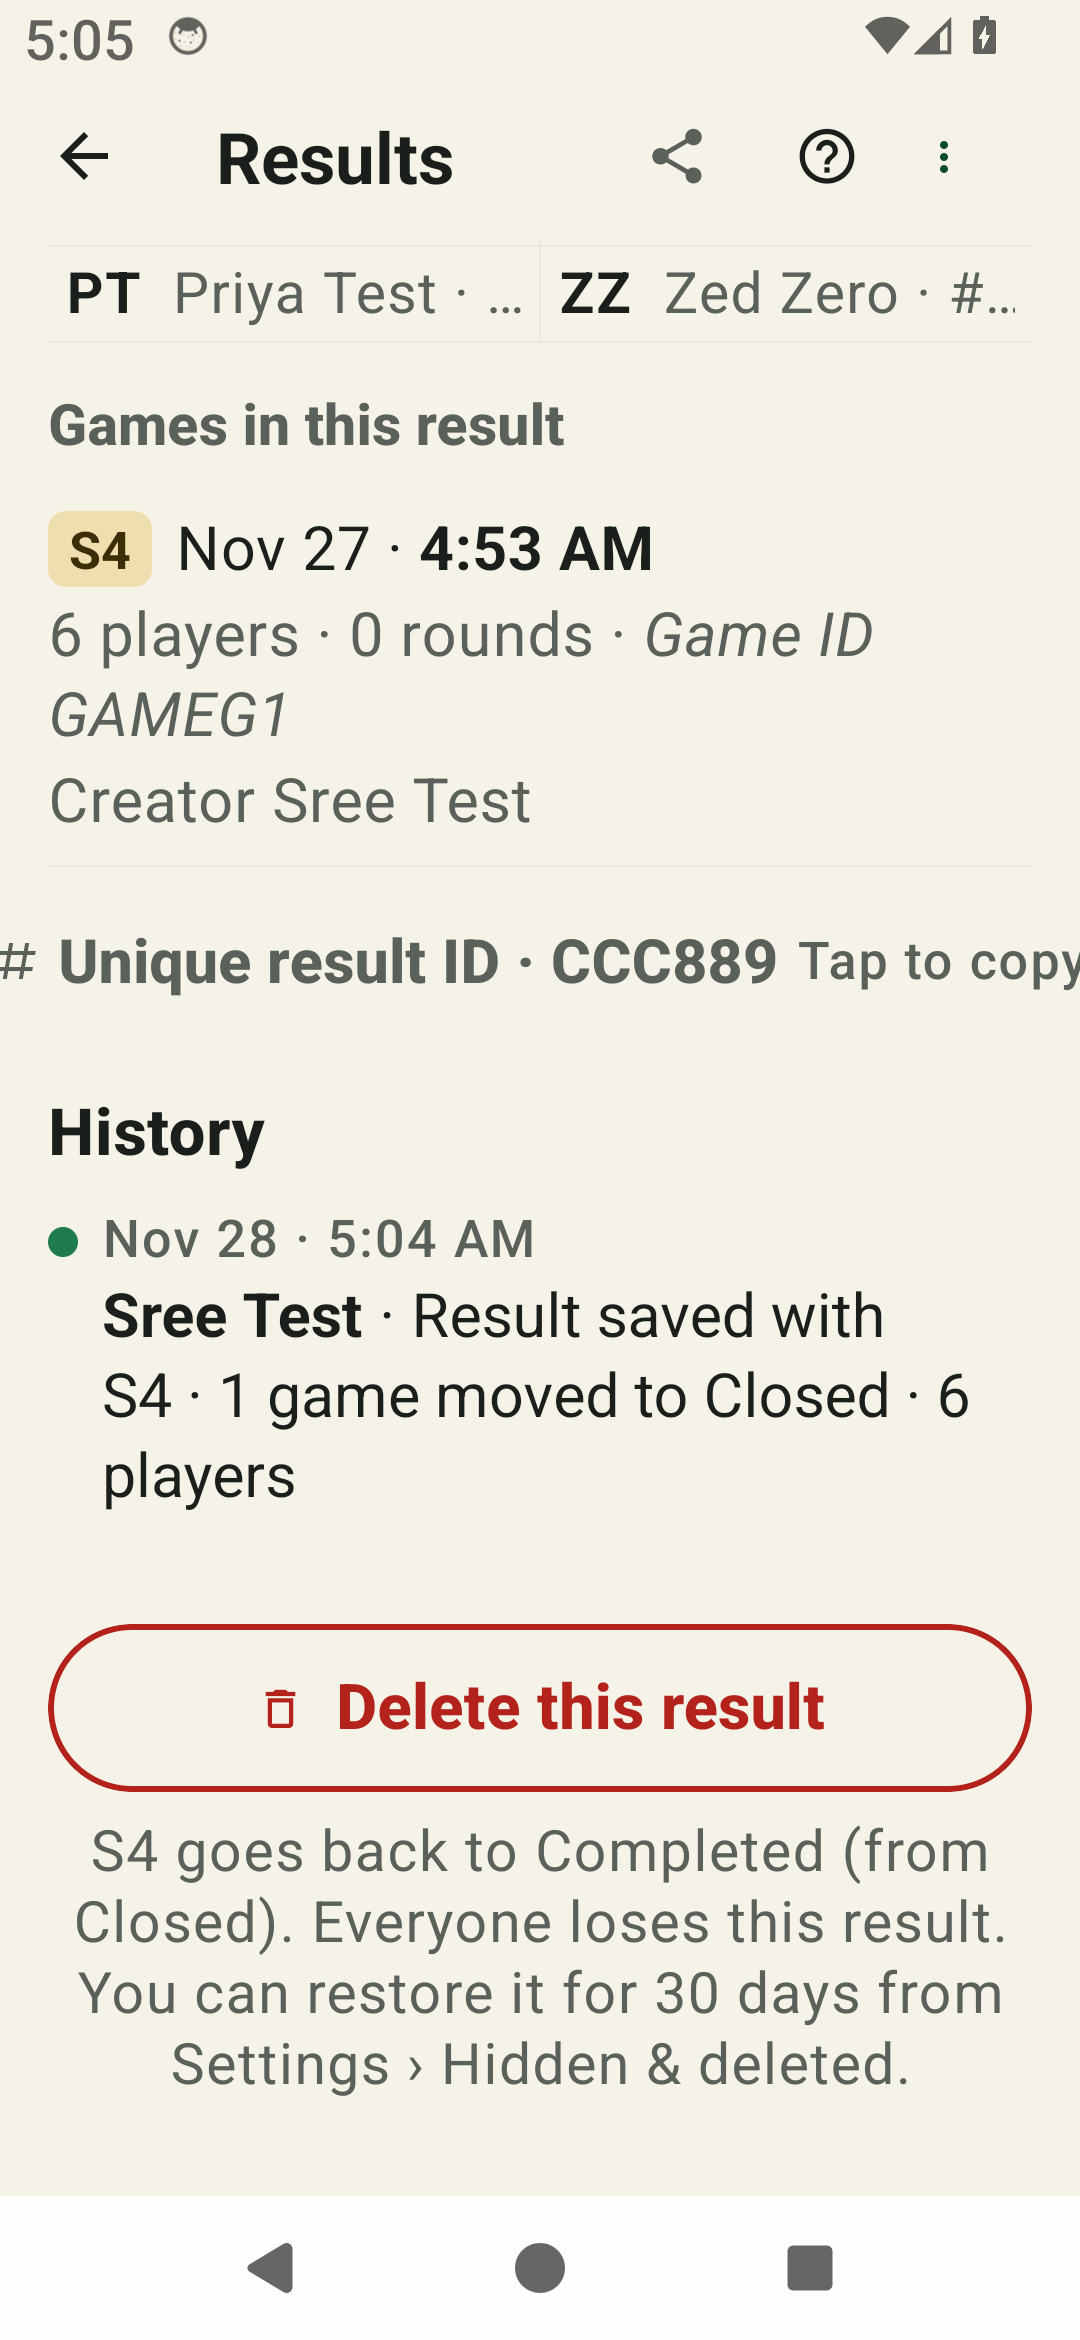 5:05
Results
PT Priya Test · …
ZZ Zed Zero · #…
Games in this result
S4 Nov 27 · 4:53 AM
6 players · 0 rounds · Game ID
GAMEG1
Creator Sree Test
# Unique result ID · CCC889 Tap to copy
History
Nov 28 · 5:04 AM
Sree Test · Result saved with
S4 · 1 game moved to Closed · 6
players
Delete this result
S4 goes back to Completed (from
Closed). Everyone loses this result.
You can restore it for 30 days from
Settings › Hidden & deleted.